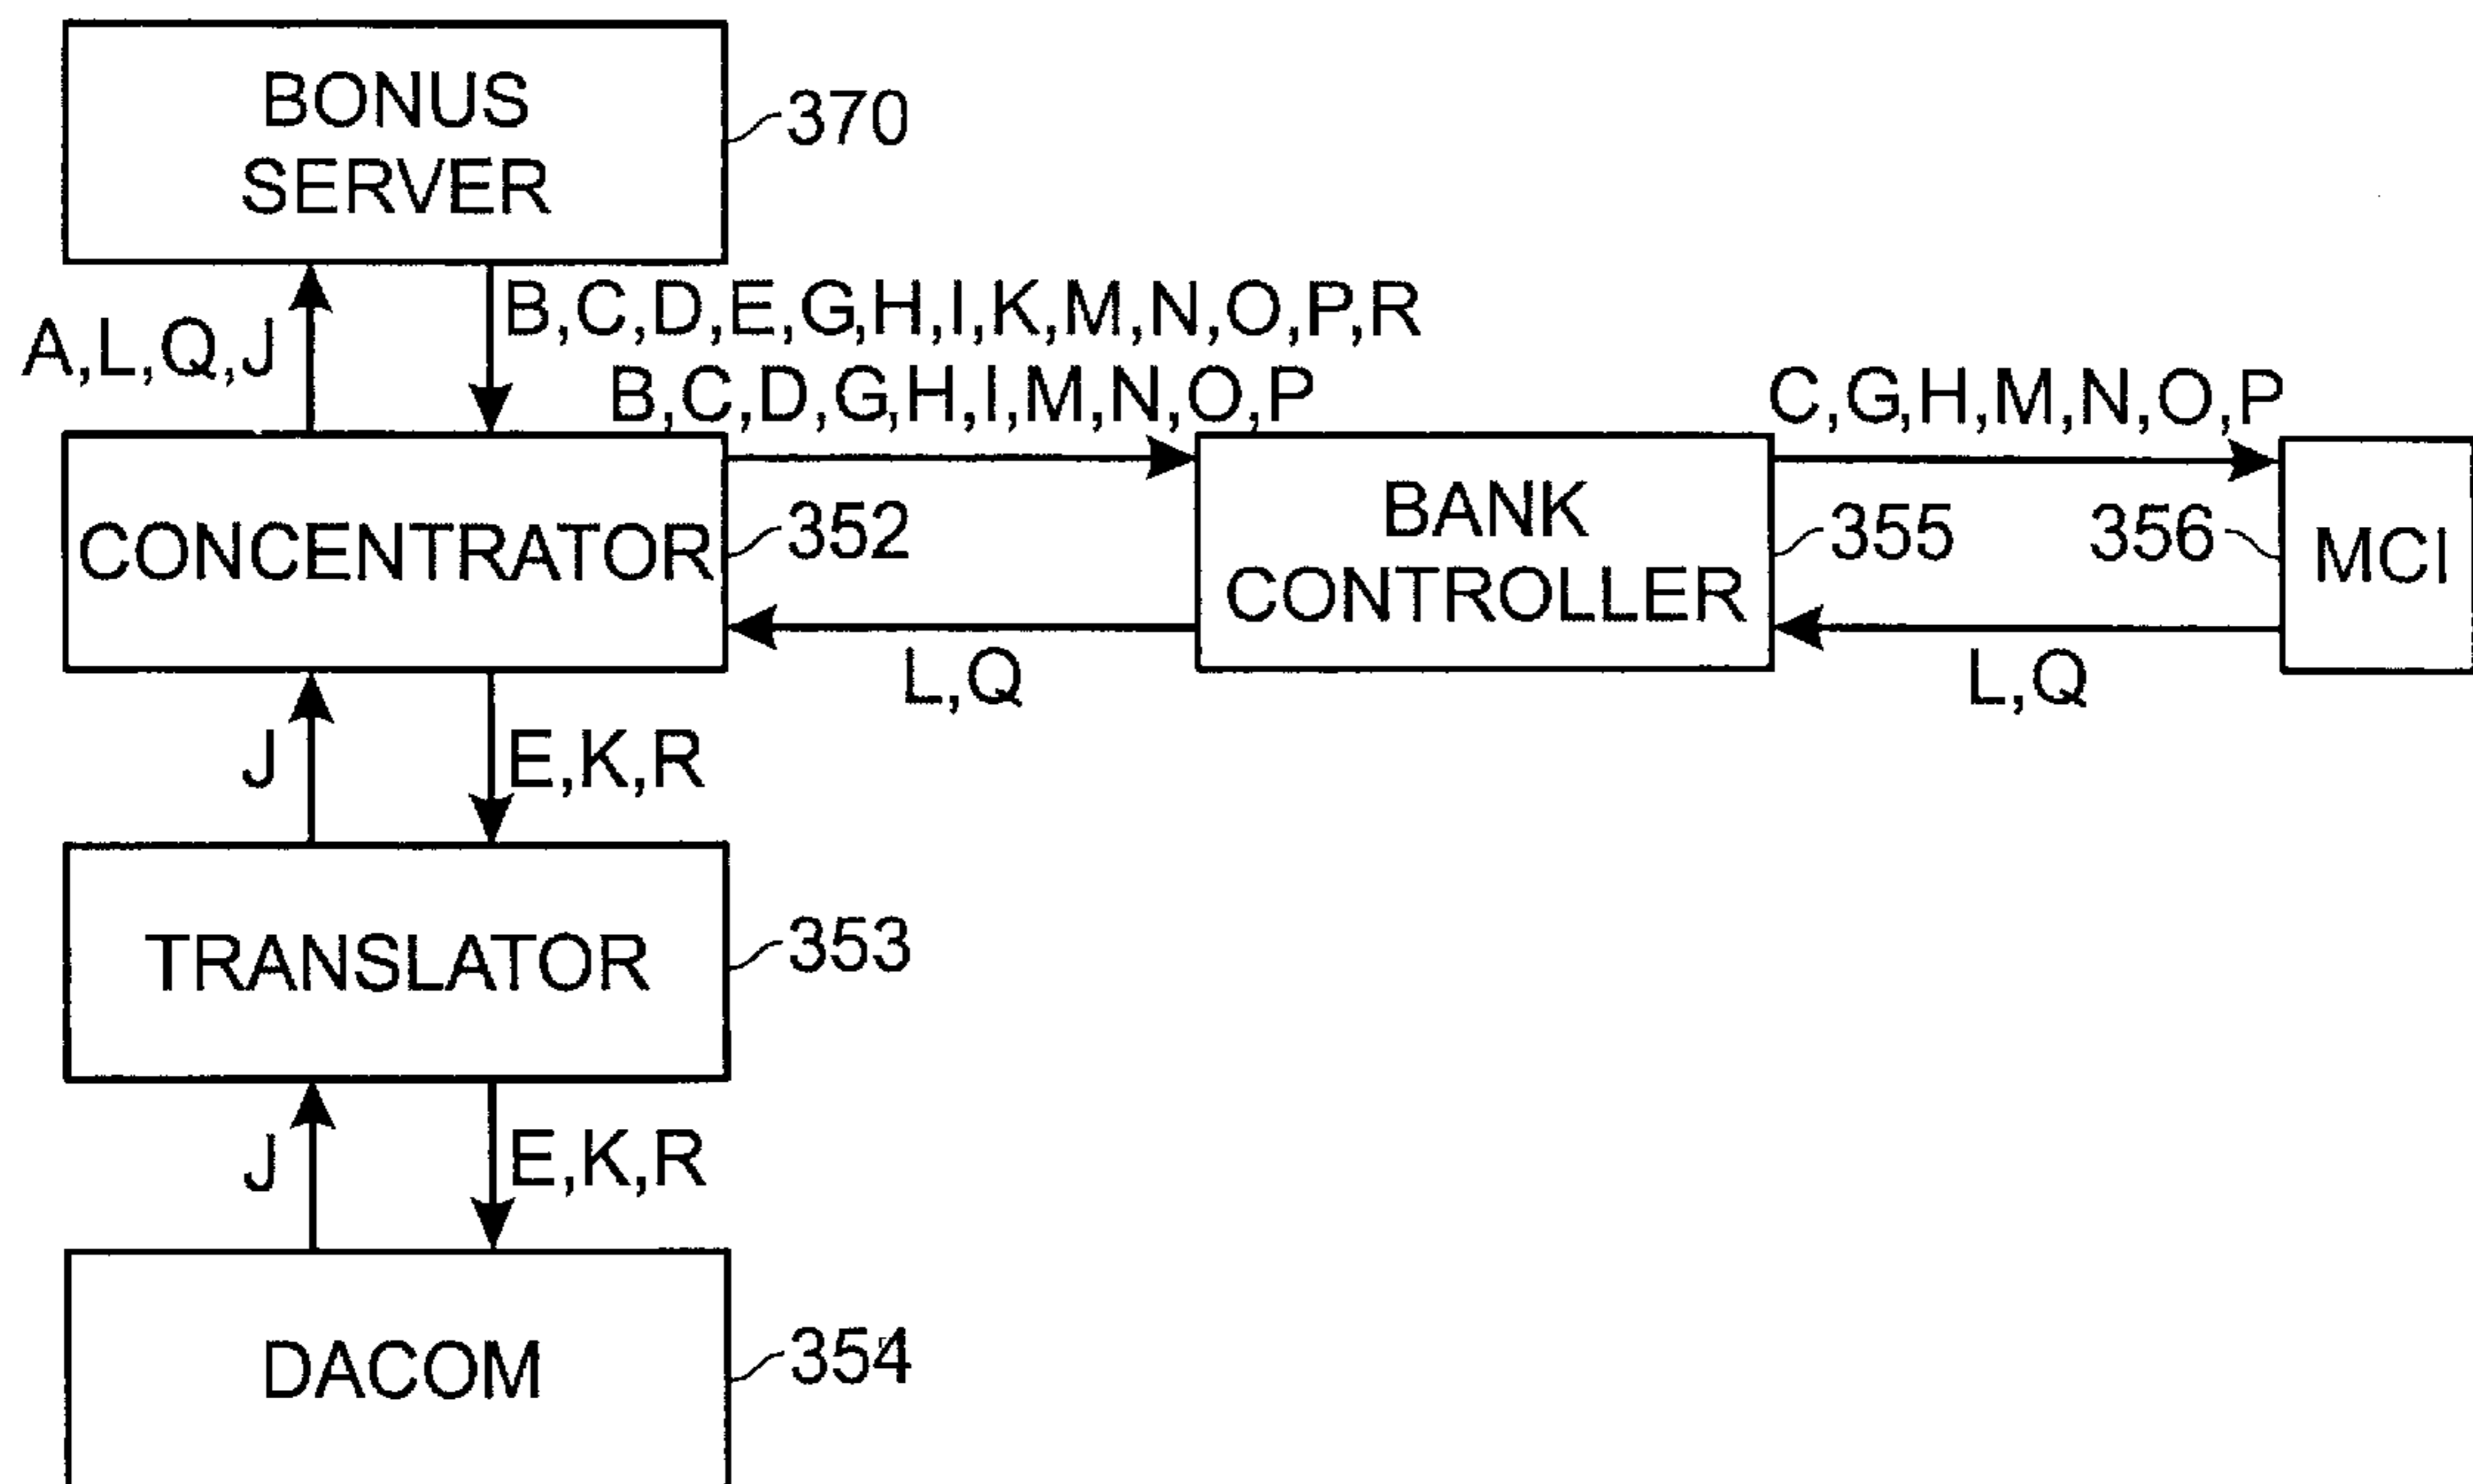 BONUS
SERVER
370
A,L,Q,J
B,C,D,E,G,H,I,K,M,N,O,P,R
B,C,D,G,H,I,M,N,O,P
C,G,H,M,N,O,P
CONCENTRATOR
352
BANK
CONTROLLER
355
356
MCI
L,Q
L,Q
J
E,K,R
TRANSLATOR
353
J
E,K,R
DACOM
354